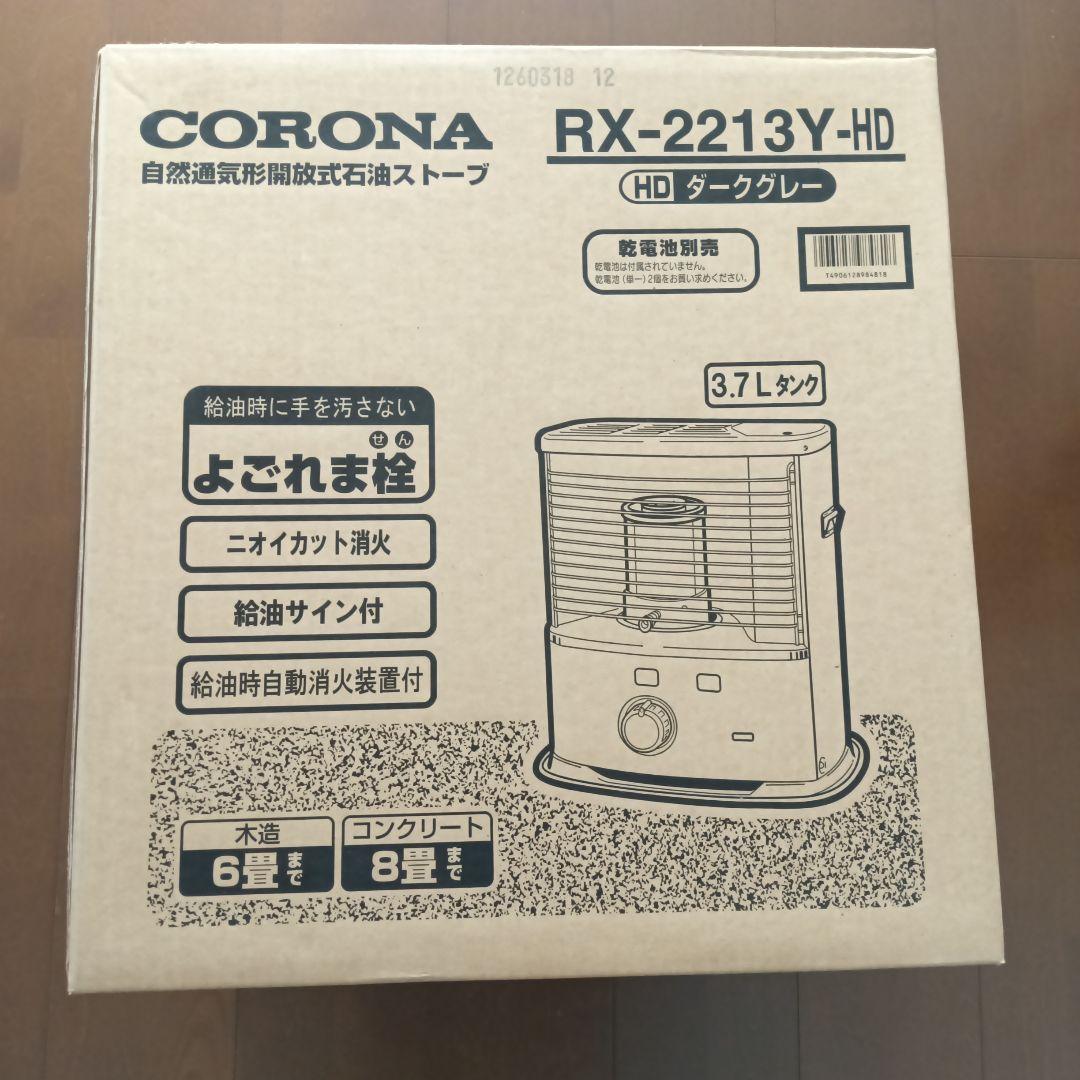 1260318 12
CORONA
自然通気形開放式石油ストーブ
RX-2213Y-HD
HD ダークグレー
乾電池別売
乾電池は付属されていません。
乾電池（単一）2個をお買い求めください。
T4906128984818
3.7Lタンク
給油時に手を汚さない
せん
よごれま栓
ニオイカット消火
給油サイン付
給油時自動消火装置付
木造
6畳まで
コンクリート
8畳まで